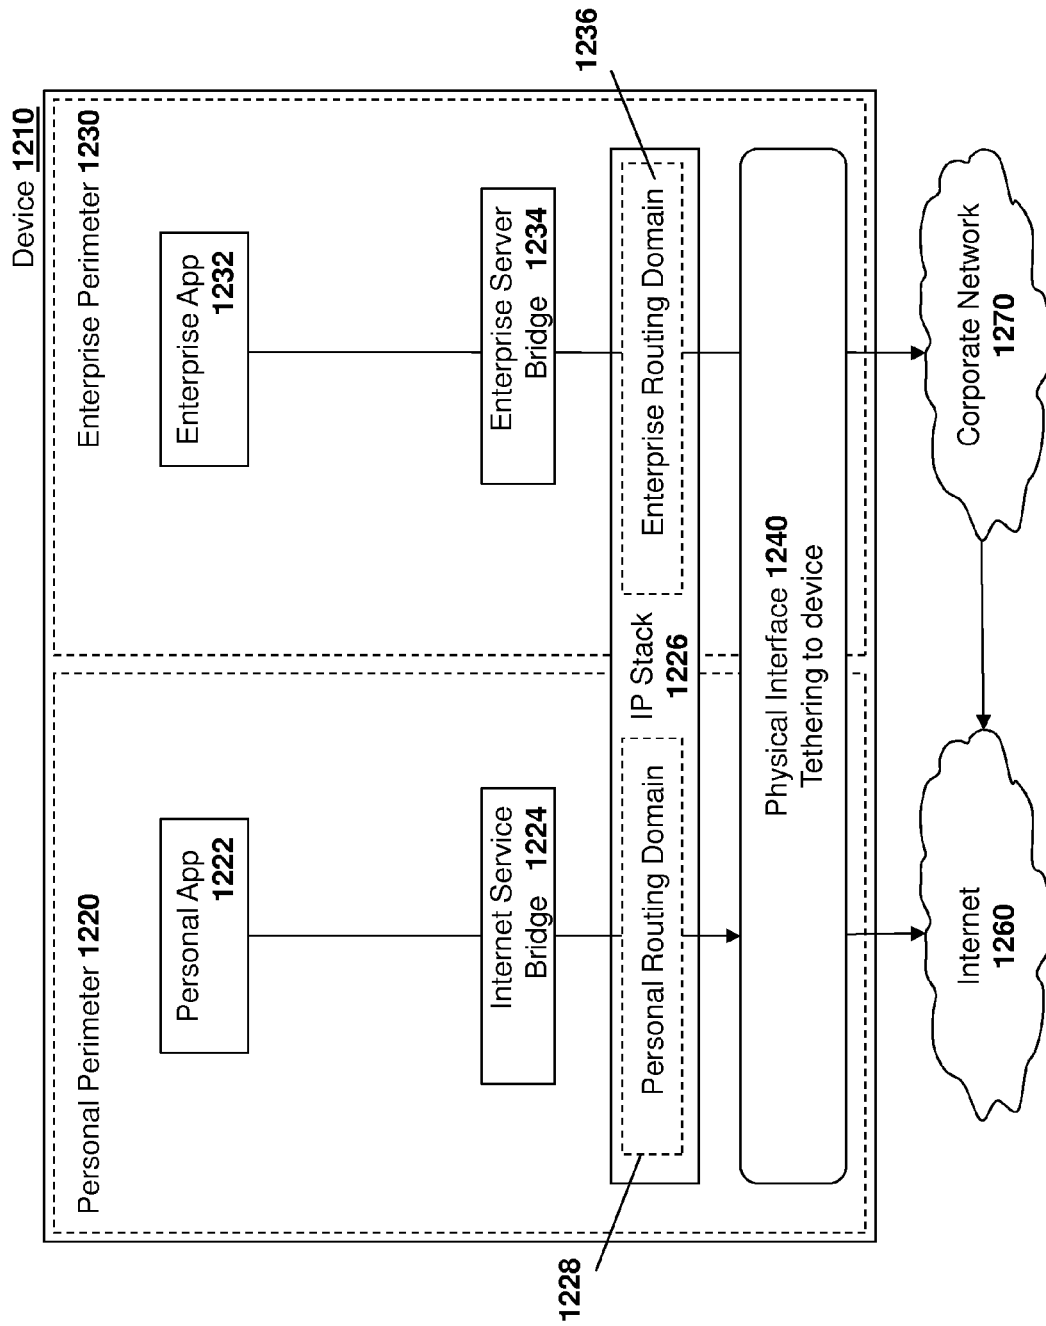 Device 1210
Personal Perimeter 1220
Enterprise Perimeter 1230
Personal App
1222
Enterprise App
1232
Internet Service
Bridge 1224
Enterprise Server
Bridge 1234
1228
Personal Routing Domain
IP Stack
1226
Enterprise Routing Domain
1236
Physical Interface 1240
Tethering to device
Internet
1260
Corporate Network
1270